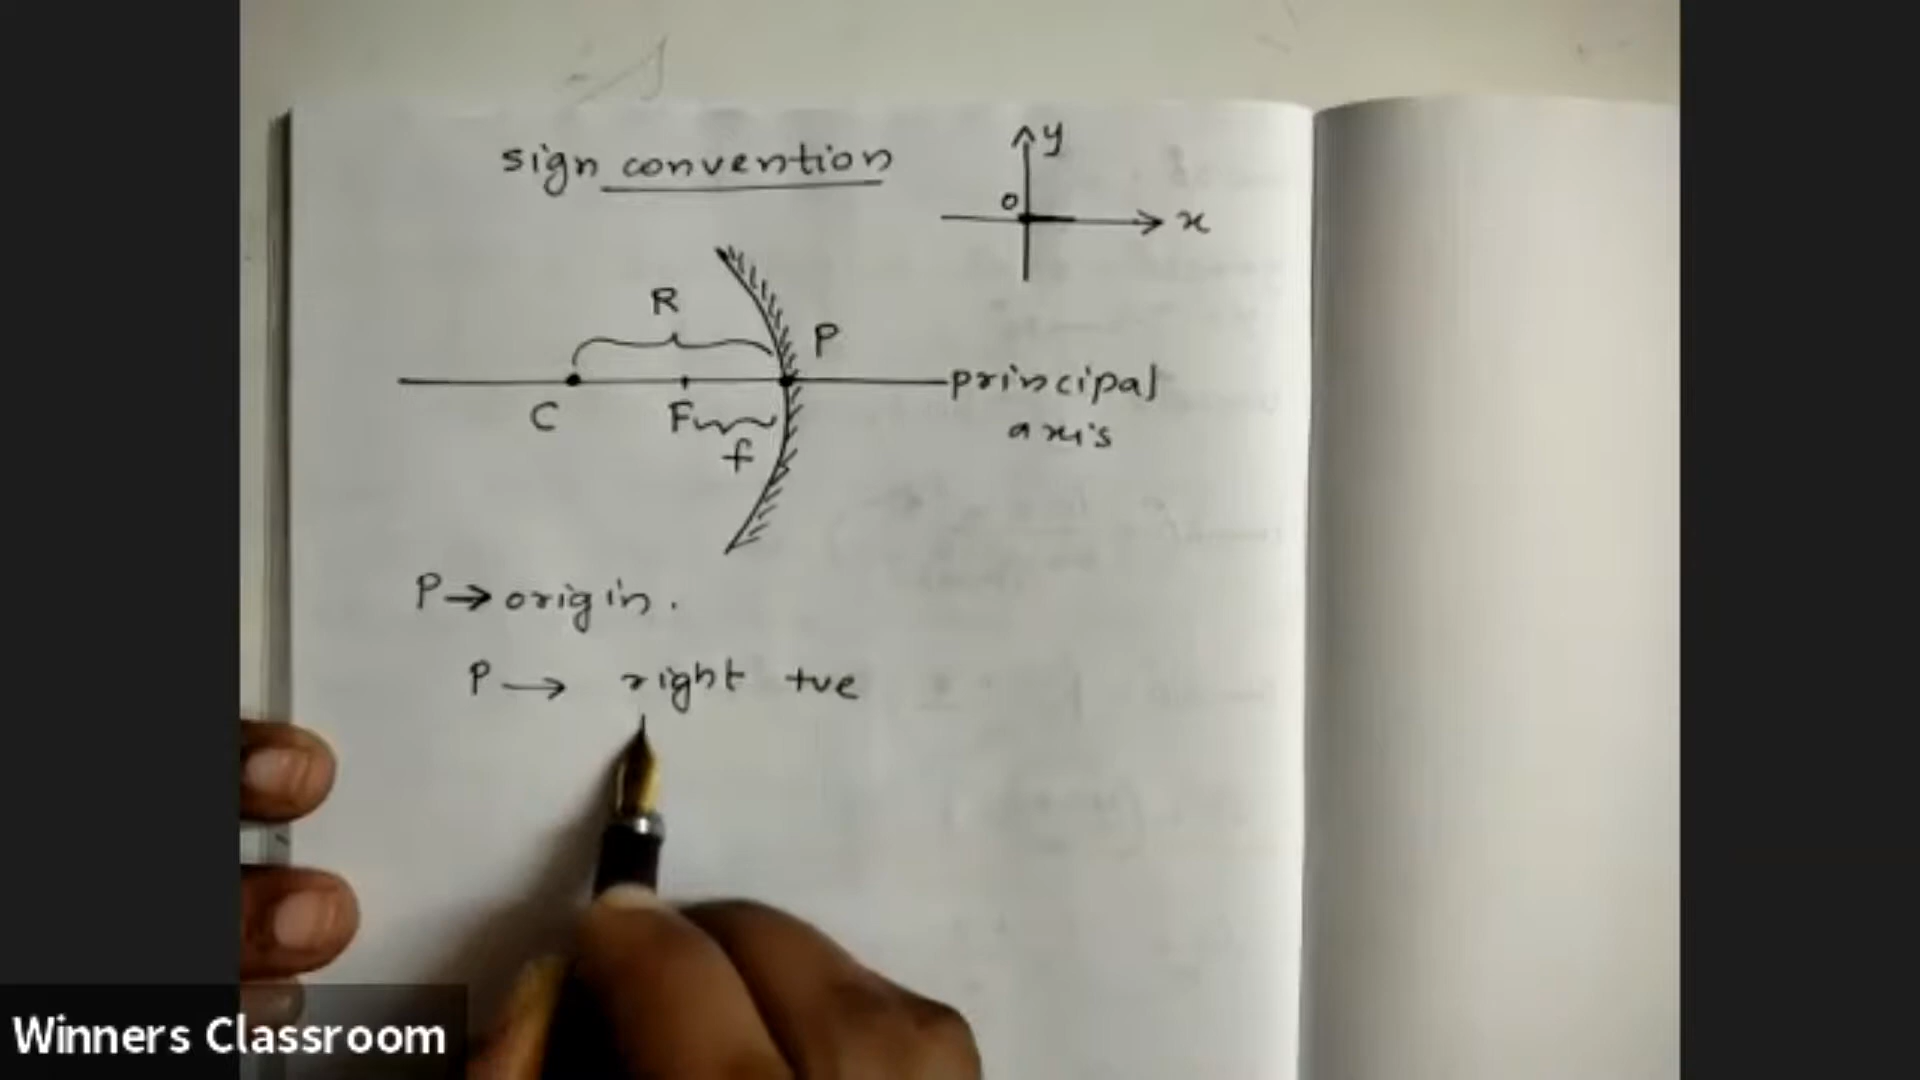 sign convention
y
o
x
R
P
C
F
f
principal
axis
P → origin.
P → right +ve
Winners Classroom